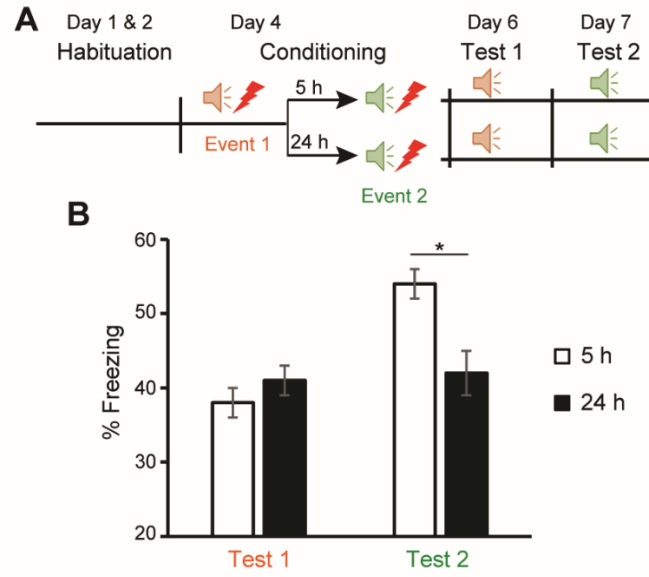 A
Day 1 & 2
Day 4
Day 6
Day 7
Habituation
Conditioning
Test 1
Test 2
5 h
Event 1
24 h
Event 2
B
60
50
40
30
20
% Freezing
*
5 h
24 h
Test 1
Test 2